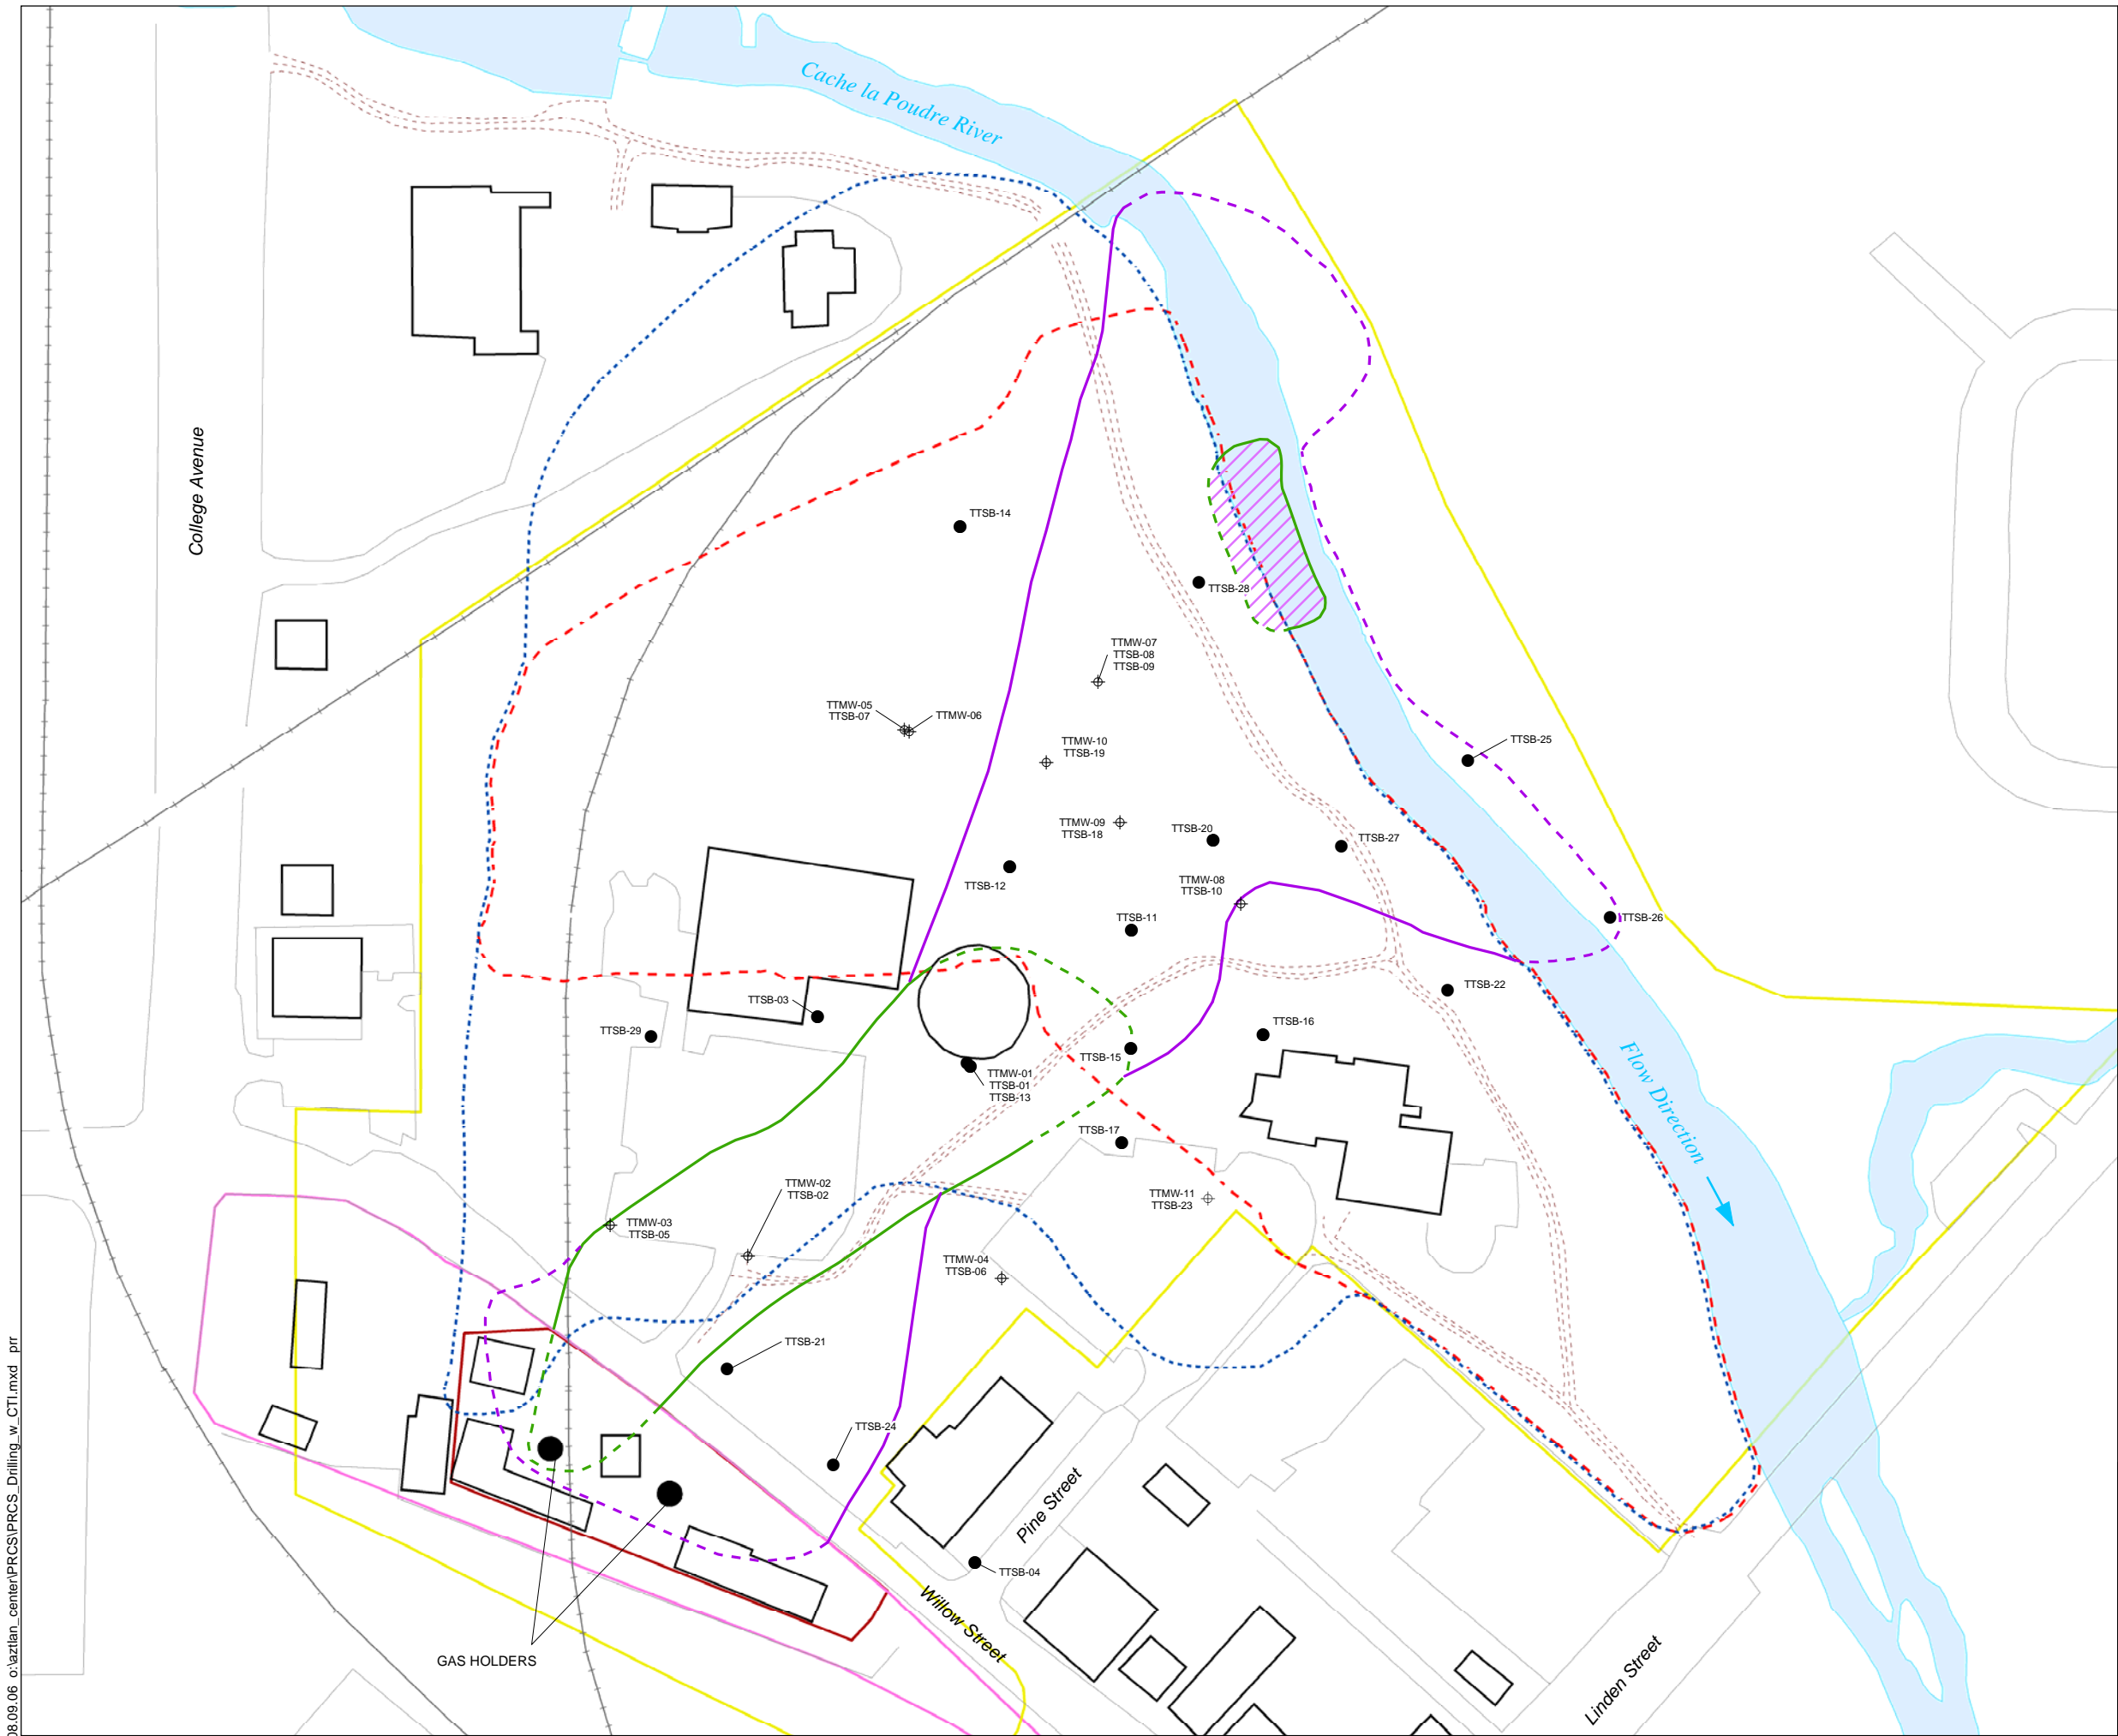 Cache la Poudre River
College Avenue
TTSB-14
TTSB-28
TTMW-07
TTSB-08
TTSB-09
TTMW-05
TTSB-07
TTMW-06
TTMW-10
TTSB-19
TTSB-25
TTMW-09
TTSB-18
TTSB-20
TTSB-27
TTSB-12
TTMW-08
TTSB-10
TTSB-11
TTSB-26
TTSB-22
TTSB-03
TTSB-29
TTSB-16
TTSB-15
TTMW-01
TTSB-01
TTSB-13
Flow Direction
TTSB-17
TTMW-02
TTSB-02
TTMW-11
TTSB-23
TTMW-03
TTSB-05
TTMW-04
TTSB-06
TTSB-21
TTSB-24
Pine Street
TTSB-04
Willow Street
GAS HOLDERS
Linden Street
08.09.06 o:\aztlan_center\PRCS\PRCS_Drilling_w_CTI.mxd prr